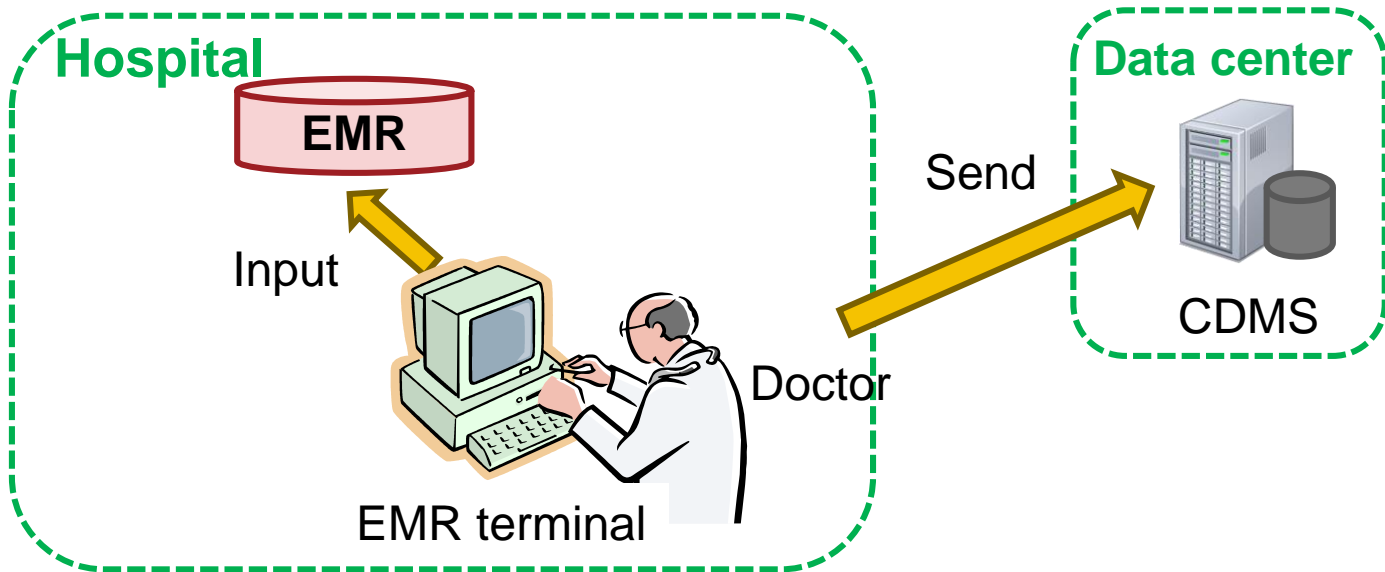 Hospital
EMR
Input
EMR terminal
Doctor
Send
Data center
CDMS